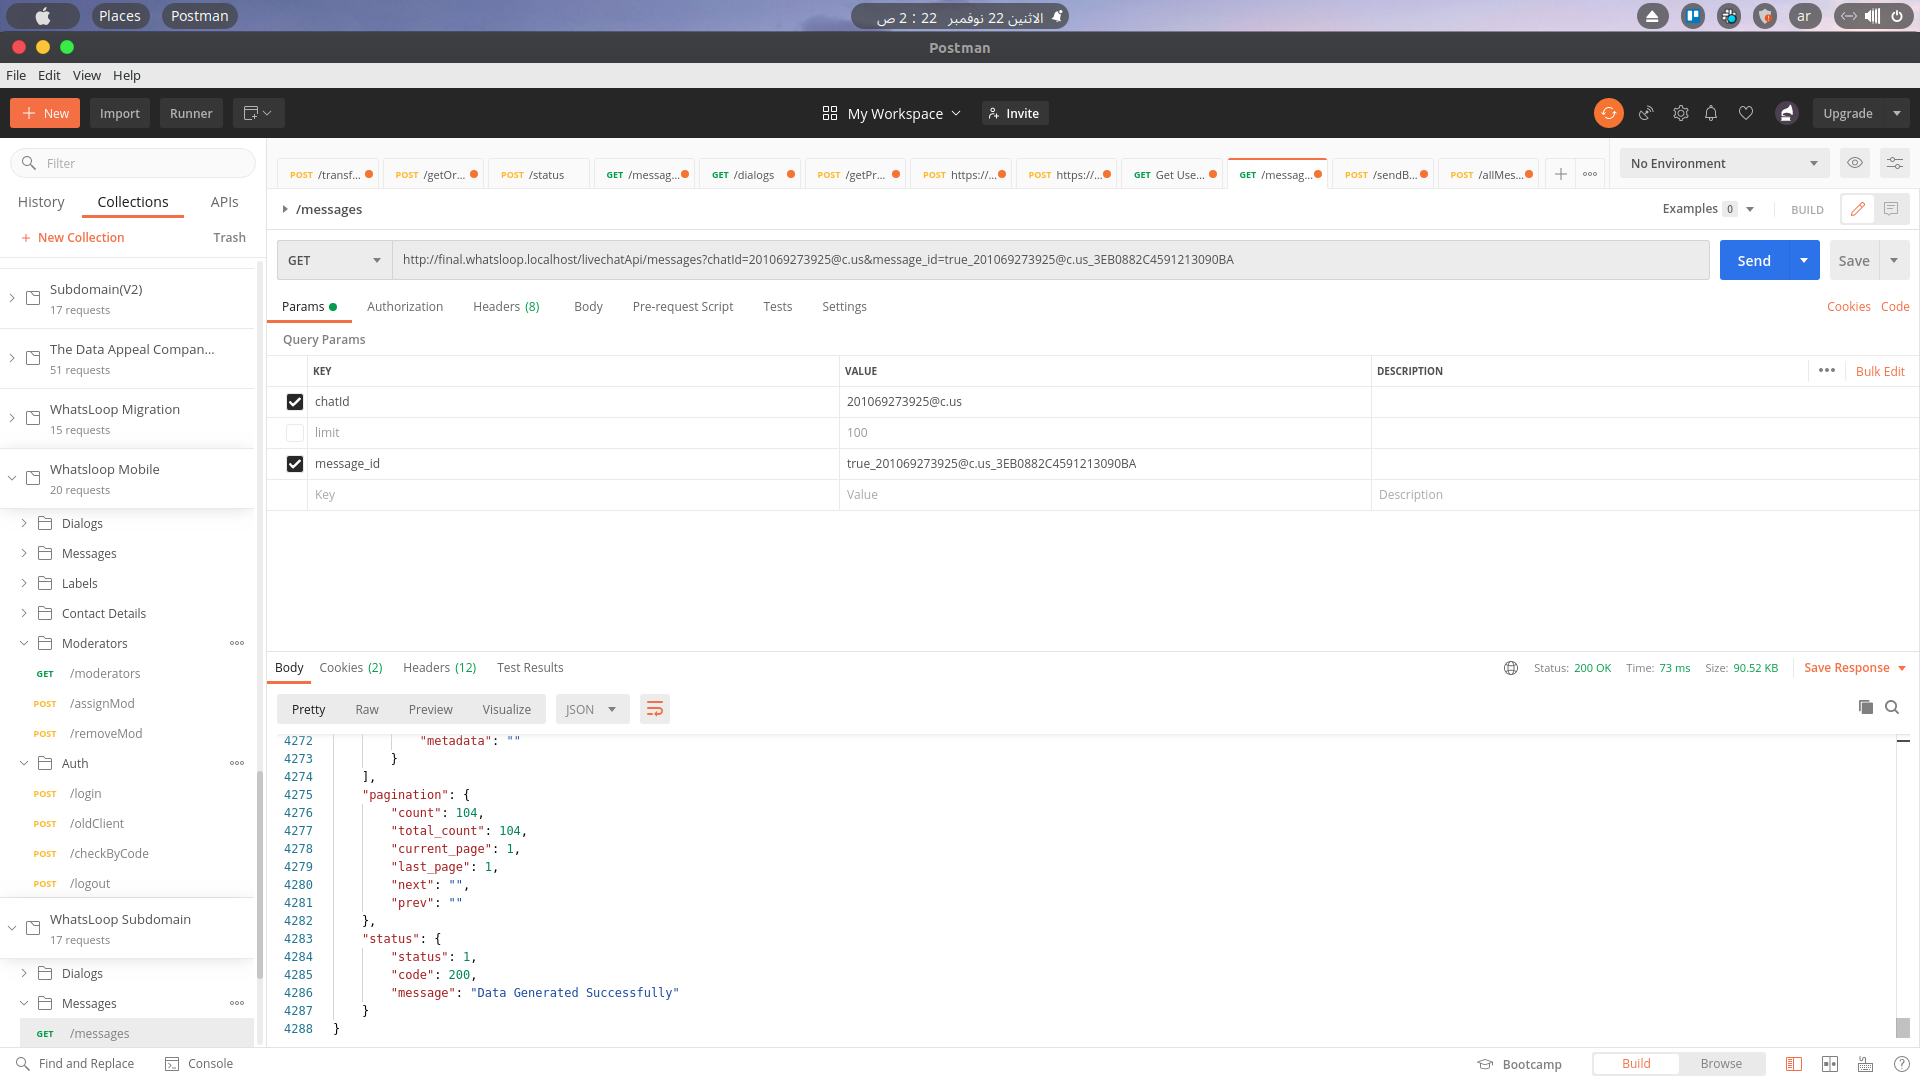 Places
Postman
الاثنين 22 نوفمبر  22 : 2 ص
ar
Postman
File Edit View Help
New
Import
Runner
My Workspace
Invite
Upgrade
Filter
History
Collections
APIs
New Collection
Trash
Subdomain(V2)
17 requests
The Data Appeal Compan...
51 requests
WhatsLoop Migration
15 requests
Whatsloop Mobile
20 requests
Dialogs
Messages
Labels
Contact Details
Moderators
GET /moderators
POST /assignMod
POST /removeMod
Auth
POST /login
POST /oldClient
POST /checkByCode
POST /logout
WhatsLoop Subdomain
17 requests
Dialogs
Messages
GET /messages
POST /transf...
POST /getOr...
POST /status
GET /messag...
GET /dialogs
POST /getPr...
POST https://...
POST https://...
GET Get Use...
GET /messag...
POST /sendB...
POST /allMes...
No Environment
/messages
Examples 0
BUILD
GET
http://final.whatsloop.localhost/livechatApi/messages?chatId=201069273925@c.us&message_id=true_201069273925@c.us_3EB0882C4591213090BA
Send
Save
Params
Authorization
Headers (8)
Body
Pre-request Script
Tests
Settings
Cookies
Code
Query Params
KEY VALUE DESCRIPTION
Bulk Edit
chatId 201069273925@c.us
limit 100
message_id true_201069273925@c.us_3EB0882C4591213090BA
Key Value Description
Body
Cookies (2)
Headers (12)
Test Results
Status: 200 OK
Time: 73 ms
Size: 90.52 KB
Save Response
Pretty
Raw
Preview
Visualize
JSON
4272 "metadata": ""
4273 }
4274 ],
4275 "pagination": {
4276 "count": 104,
4277 "total_count": 104,
4278 "current_page": 1,
4279 "last_page": 1,
4280 "next": "",
4281 "prev": ""
4282 },
4283 "status": {
4284 "status": 1,
4285 "code": 200,
4286 "message": "Data Generated Successfully"
4287 }
4288 }
Find and Replace
Console
Bootcamp
Build
Browse